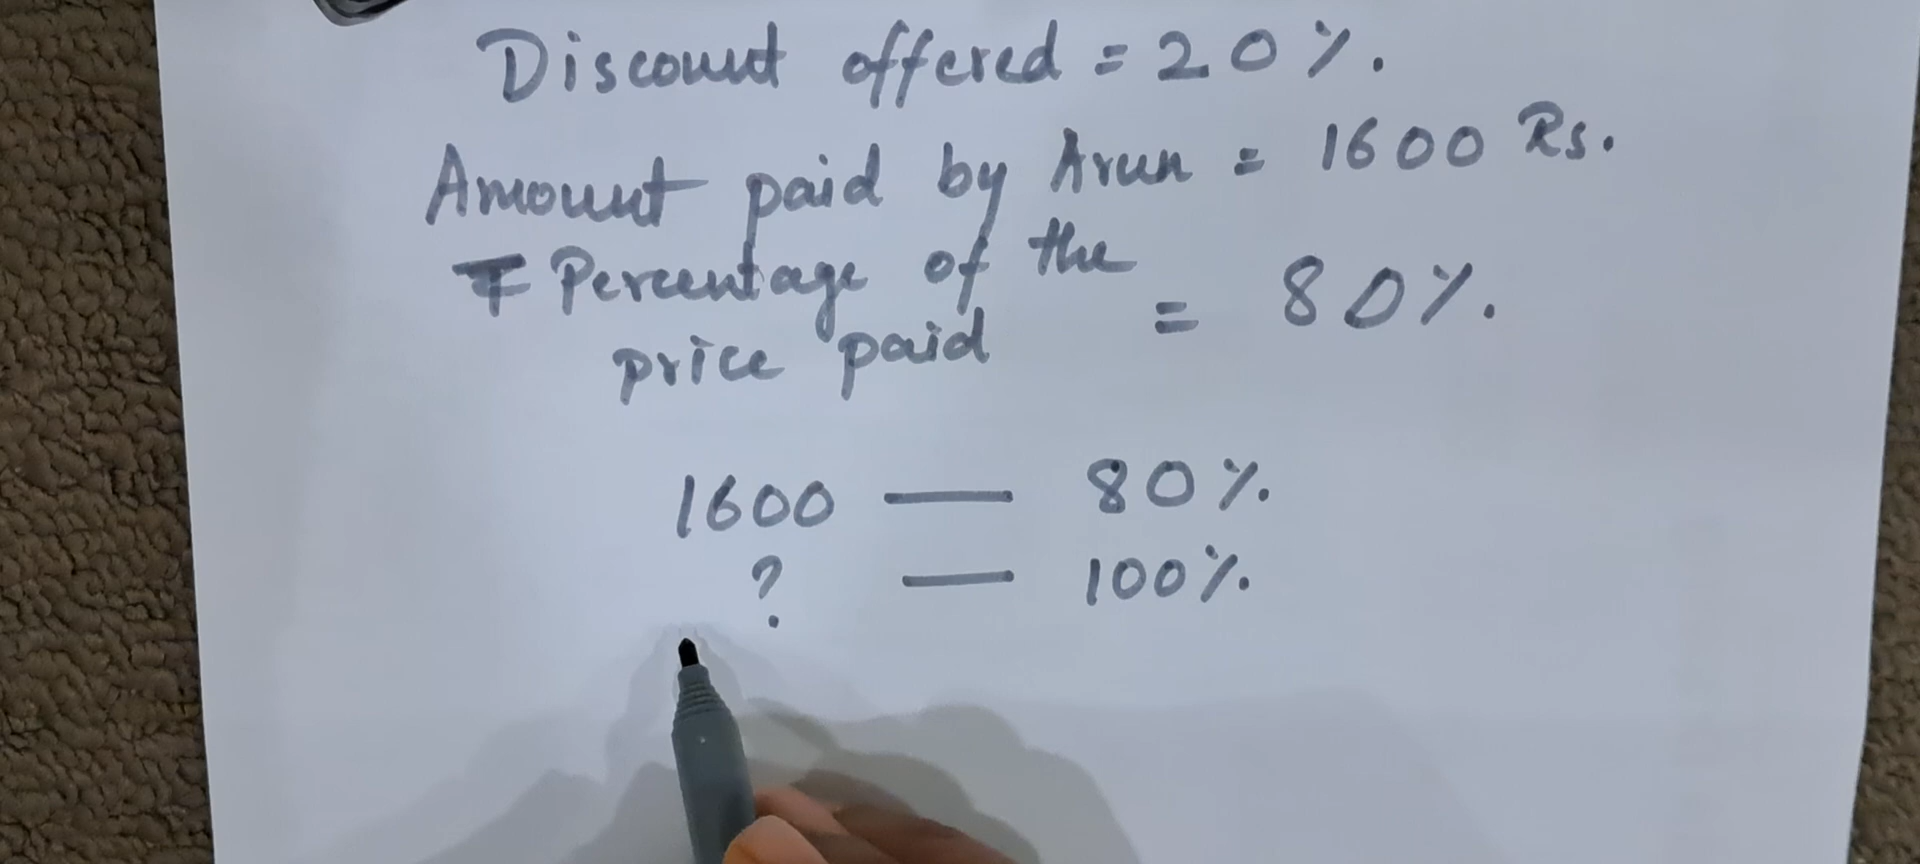 Discount offered = 20%.
Amount paid by Arun = 1600 Rs.
Percentage of the
price paid = 80%.
1600 — 80%.
? — 100%.